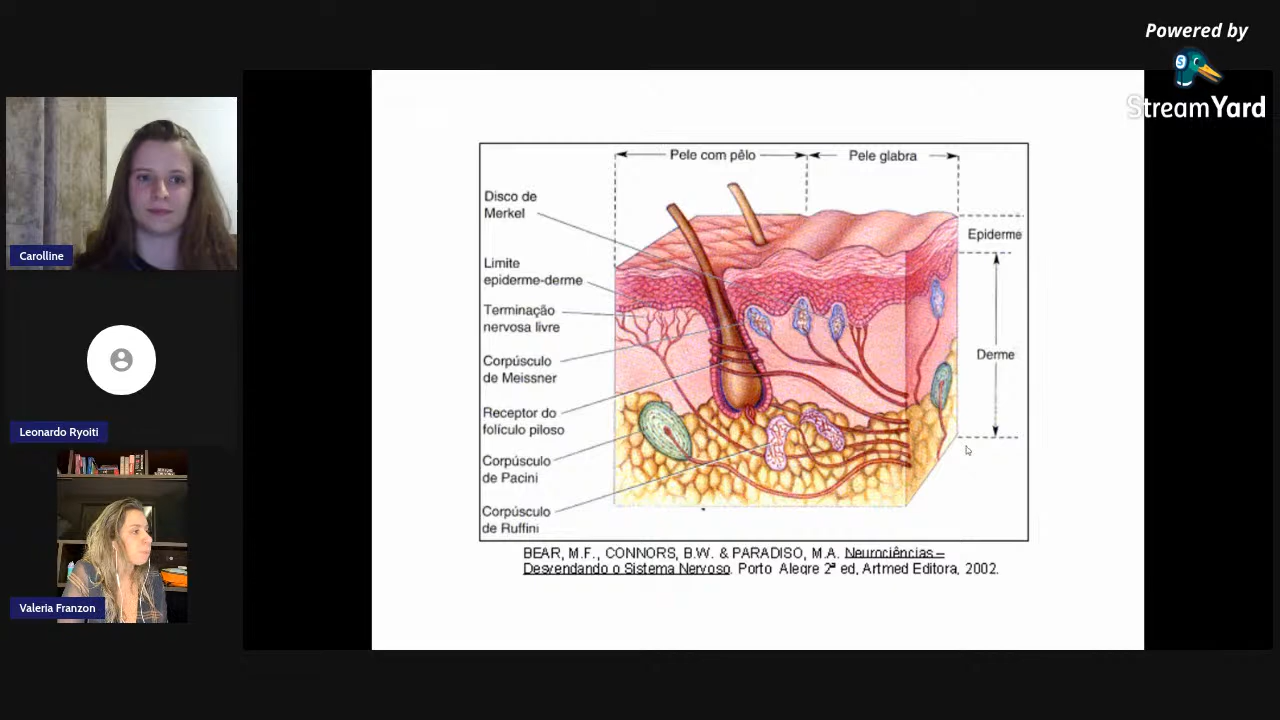 Powered by
StreamYard
Carolline
Leonardo Ryoiti
Valeria Franzon
Pele com pêlo
Pele glabra
Disco de
Merkel
Limite
epiderme-derme
Terminação
nervosa livre
Corpúsculo
de Meissner
Receptor do
folículo piloso
Corpúsculo
de Pacini
Corpúsculo
de Ruffini
Epiderme
Derme
BEAR, M.F., CONNORS, B.W. & PARADISO, M.A. Neurociências –
Desvendando o Sistema Nervoso. Porto Alegre 2ª ed, Artmed Editora, 2002.